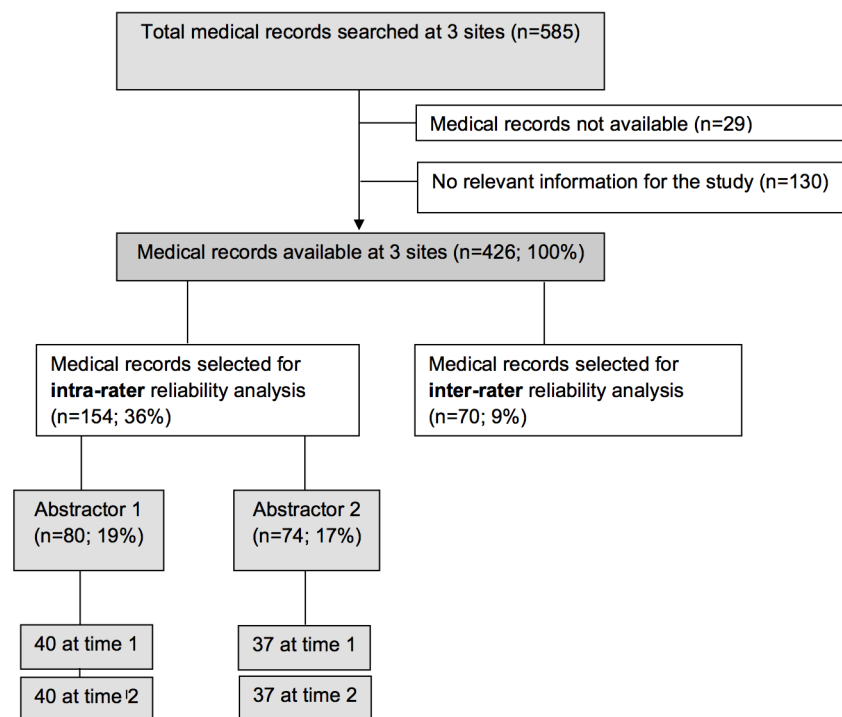 Total medical records searched at 3 sites (n=585)
Medical records not available (n=29)
No relevant information for the study (n=130)
Medical records available at 3 sites (n=426; 100%)
Medical records selected for
intra-rater reliability analysis
(n=154; 36%)
Medical records selected for
inter-rater reliability analysis
(n=70; 9%)
Abstractor 1
(n=80; 19%)
Abstractor 2
(n=74; 17%)
40 at time 1
40 at time 2
37 at time 1
37 at time 2